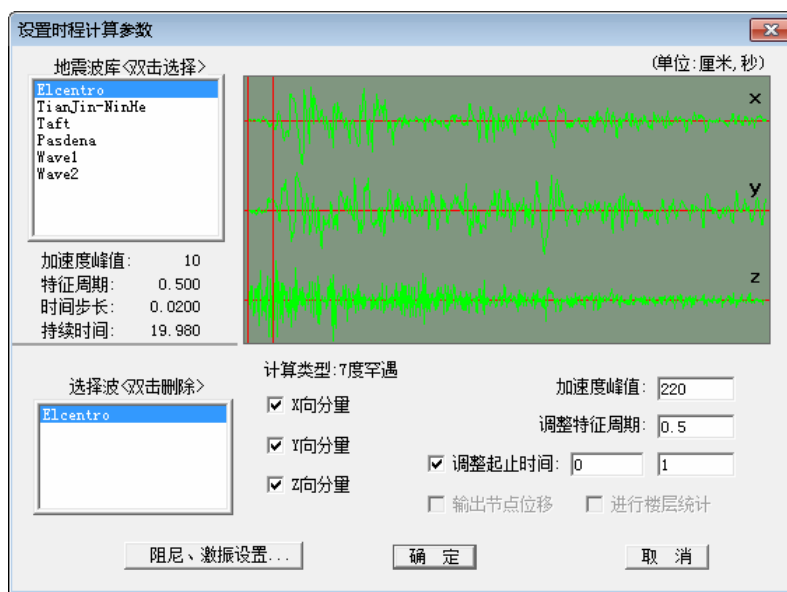 设置时程计算参数
地震波库<双击选择>
(单位:厘米,秒)
Elcentro
TianJin-NinHe
Taft
Pasdena
Wave1
Wave2
x
y
z
加速度峰值: 10
特征周期: 0.500
时间步长: 0.0200
持续时间: 19.980
选择波<双击删除>
Elcentro
计算类型:7度罕遇
X向分量
Y向分量
Z向分量
加速度峰值: 220
调整特征周期: 0.5
调整起止时间: 0 1
输出节点位移 进行楼层统计
阻尼、激振设置... 确 定 取 消